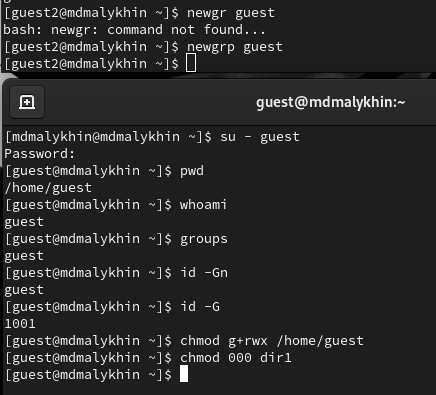 [guest2@mdmalykhin ~]$ newgr guest
bash: newgr: command not found...
[guest2@mdmalykhin ~]$ newgrp guest
[guest2@mdmalykhin ~]$
guest@mdmalykhin:~
[mdmalykhin@mdmalykhin ~]$ su - guest
Password:
[guest@mdmalykhin ~]$ pwd
/home/guest
[guest@mdmalykhin ~]$ whoami
guest
[guest@mdmalykhin ~]$ groups
guest
[guest@mdmalykhin ~]$ id -Gn
guest
[guest@mdmalykhin ~]$ id -G
1001
[guest@mdmalykhin ~]$ chmod g+rwx /home/guest
[guest@mdmalykhin ~]$ chmod 000 dir1
[guest@mdmalykhin ~]$